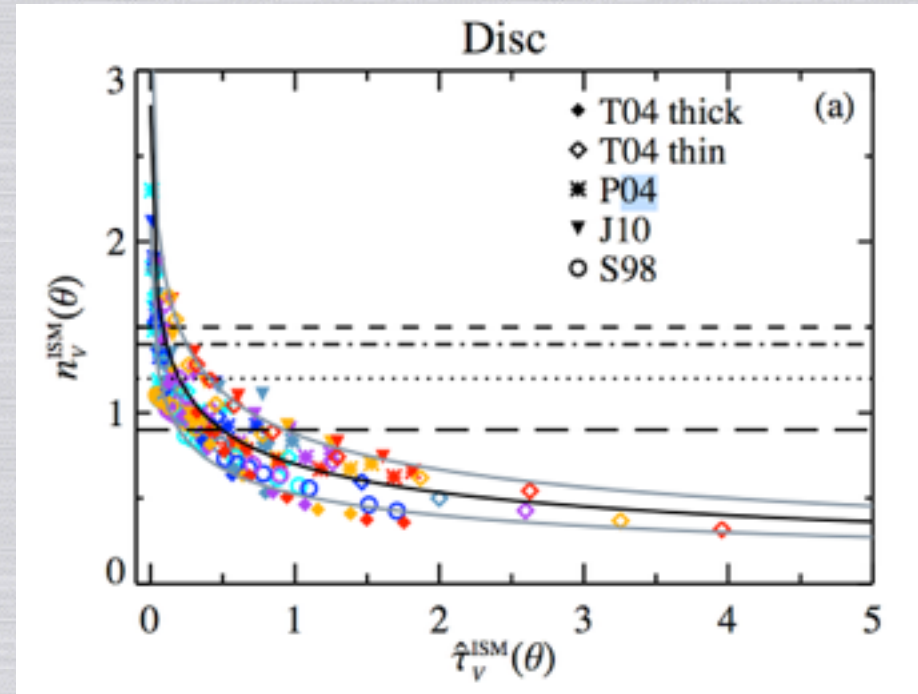 Disc
(a)
T04 thick
T04 thin
P04
J10
S98
3
2
1
0
n_V^ISM(θ)
0 1 2 3 4 5
τ̂_V^ISM(θ)